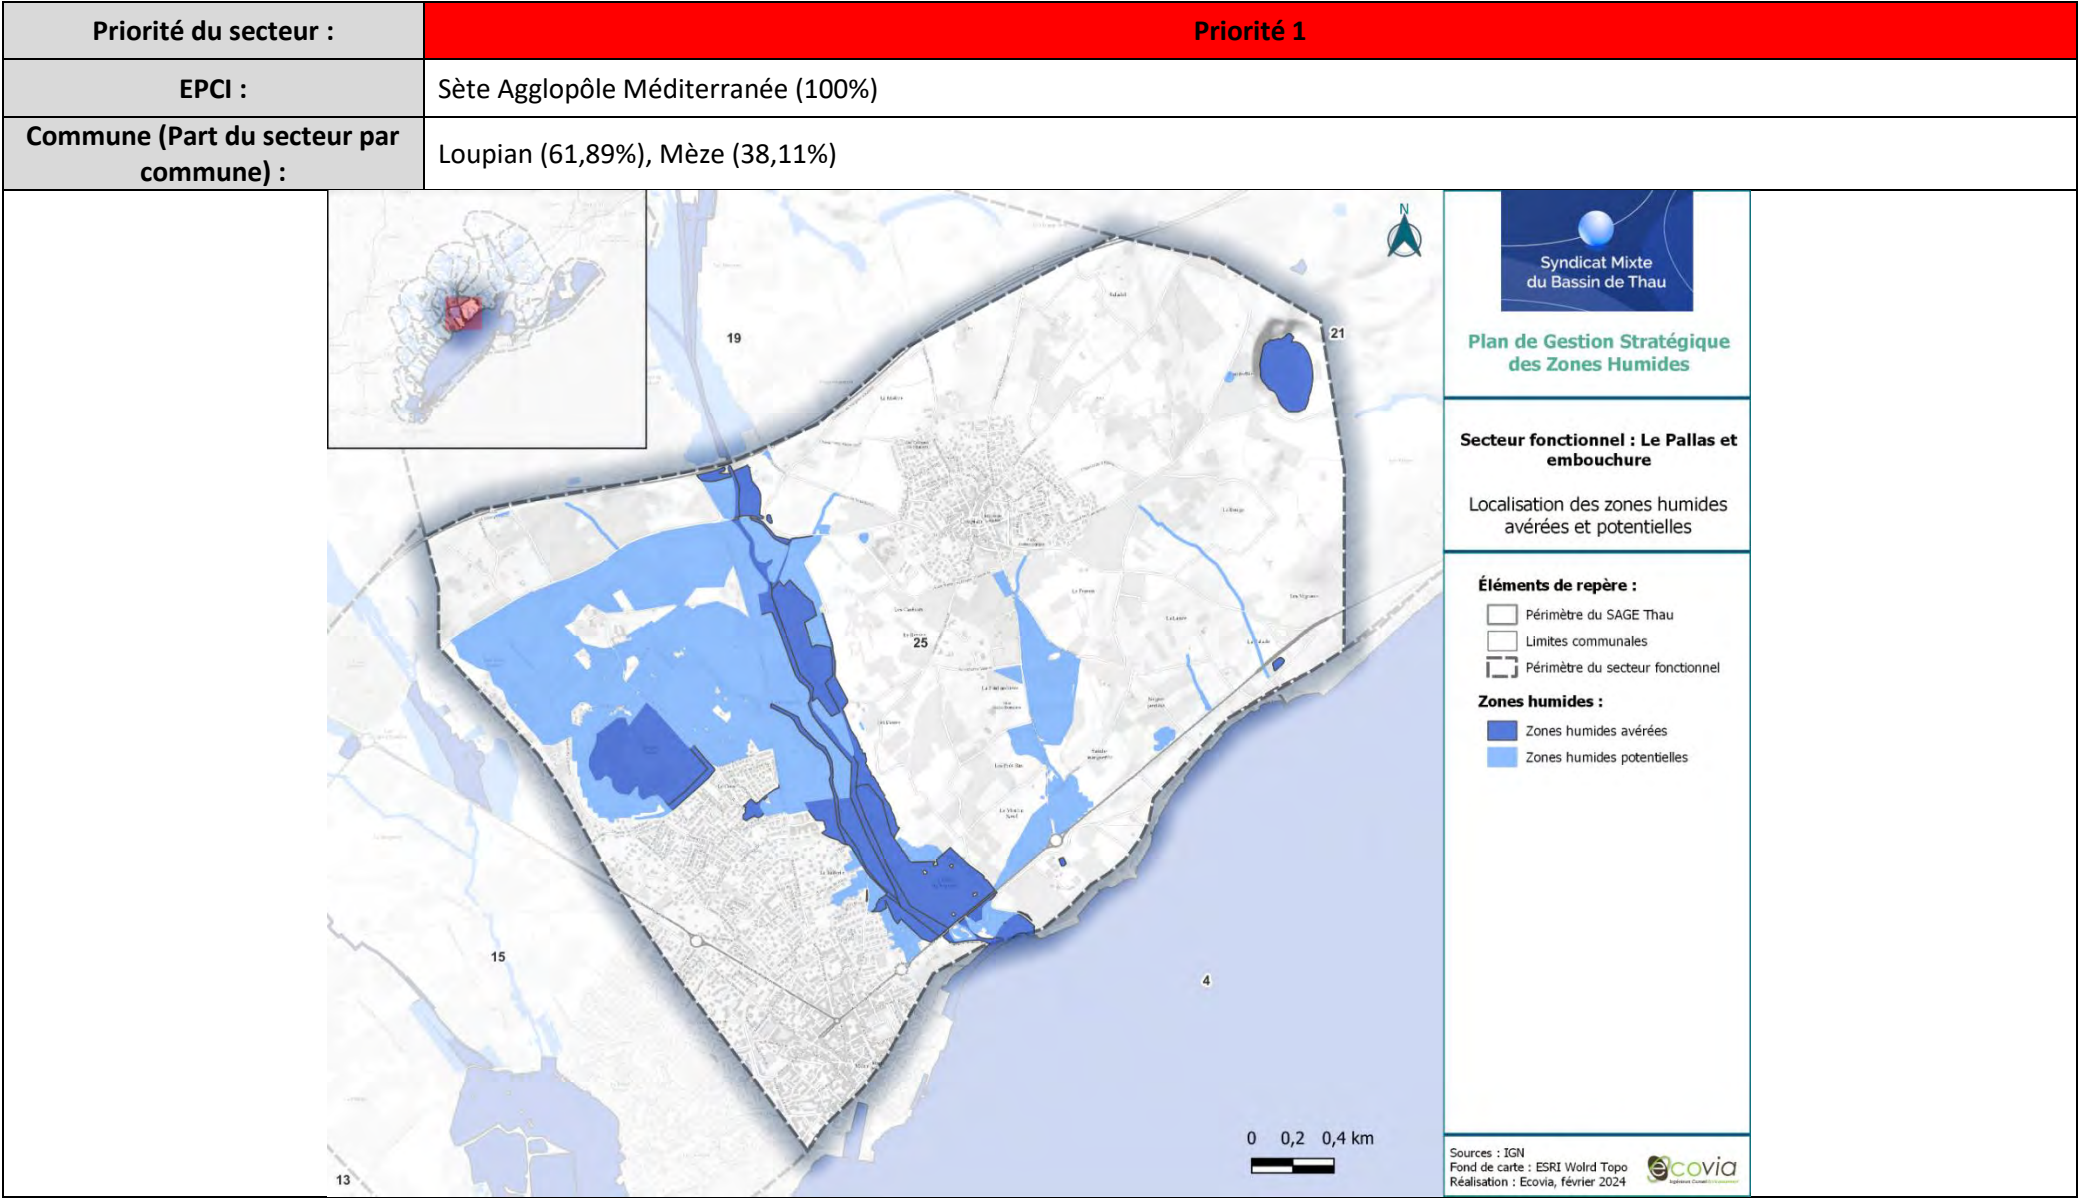 Priorité du secteur :
Priorité 1
EPCI :
Sète Agglopôle Méditerranée (100%)
Commune (Part du secteur par
commune) :
Loupian (61,89%), Mèze (38,11%)
N
19
21
25
15
4
13
0 0,2 0,4 km
Syndicat Mixte
du Bassin de Thau
Plan de Gestion Stratégique
des Zones Humides
Secteur fonctionnel : Le Pallas et
embouchure
Localisation des zones humides
avérées et potentielles
Éléments de repère :
Périmètre du SAGE Thau
Limites communales
Périmètre du secteur fonctionnel
Zones humides :
Zones humides avérées
Zones humides potentielles
Sources : IGN
Fond de carte : ESRI Wolrd Topo
Réalisation : Ecovia, février 2024
ecovia